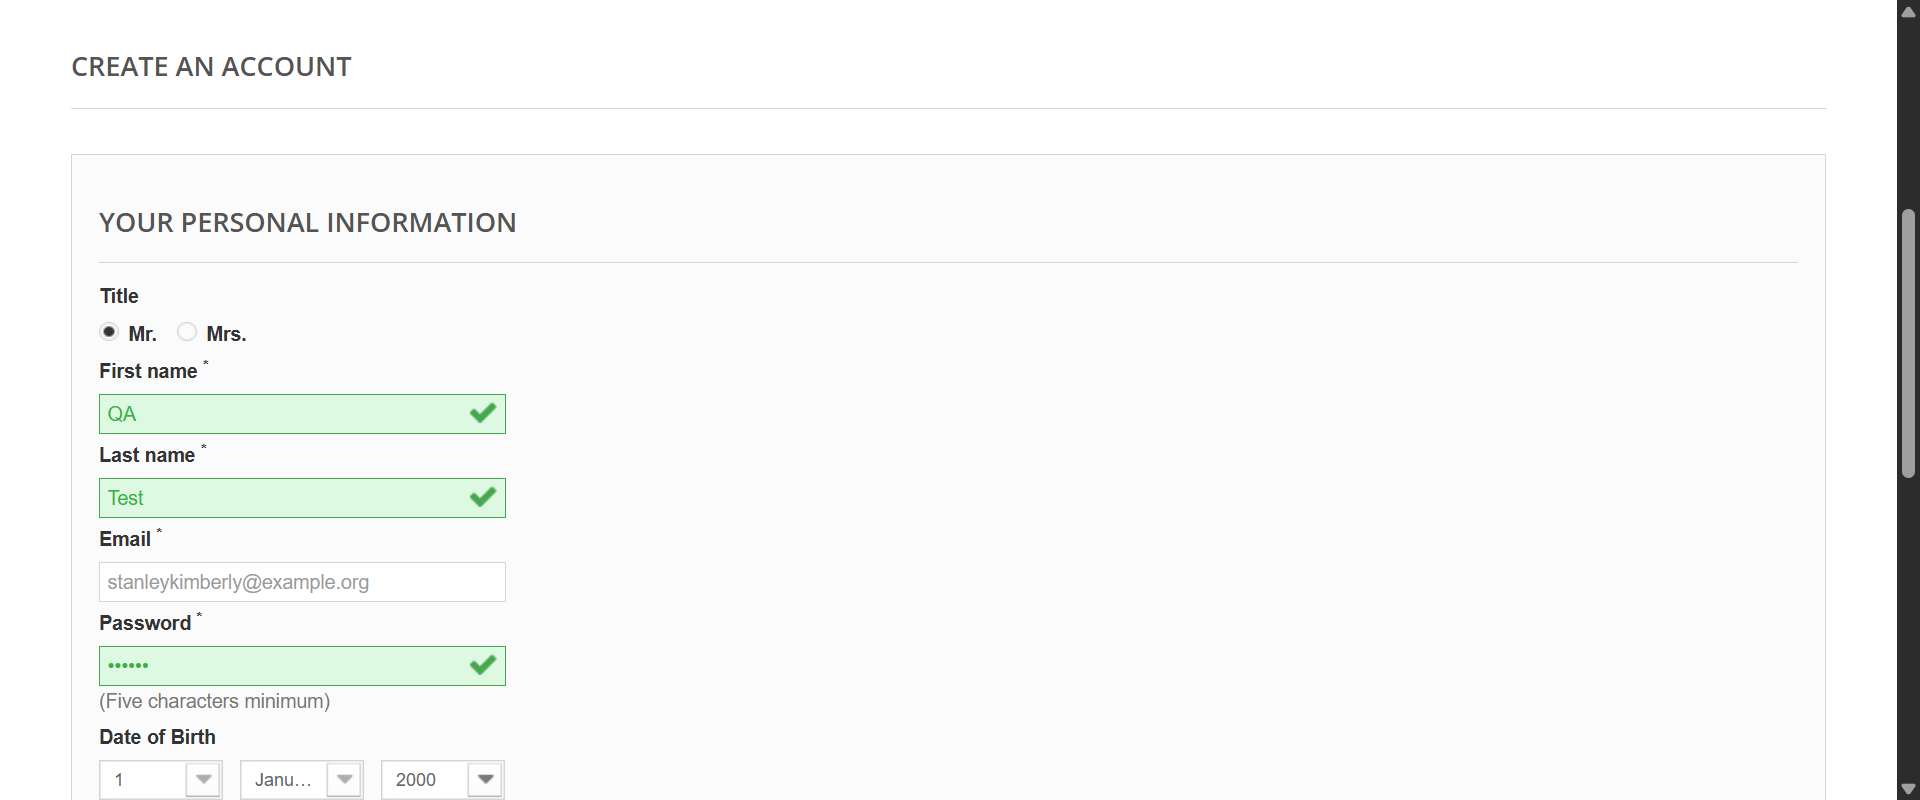 CREATE AN ACCOUNT
YOUR PERSONAL INFORMATION
Title
Mr. Mrs.
First name *
QA
Last name *
Test
Email *
stanleykimberly@example.org
Password *
••••••
(Five characters minimum)
Date of Birth
1 Janu... 2000